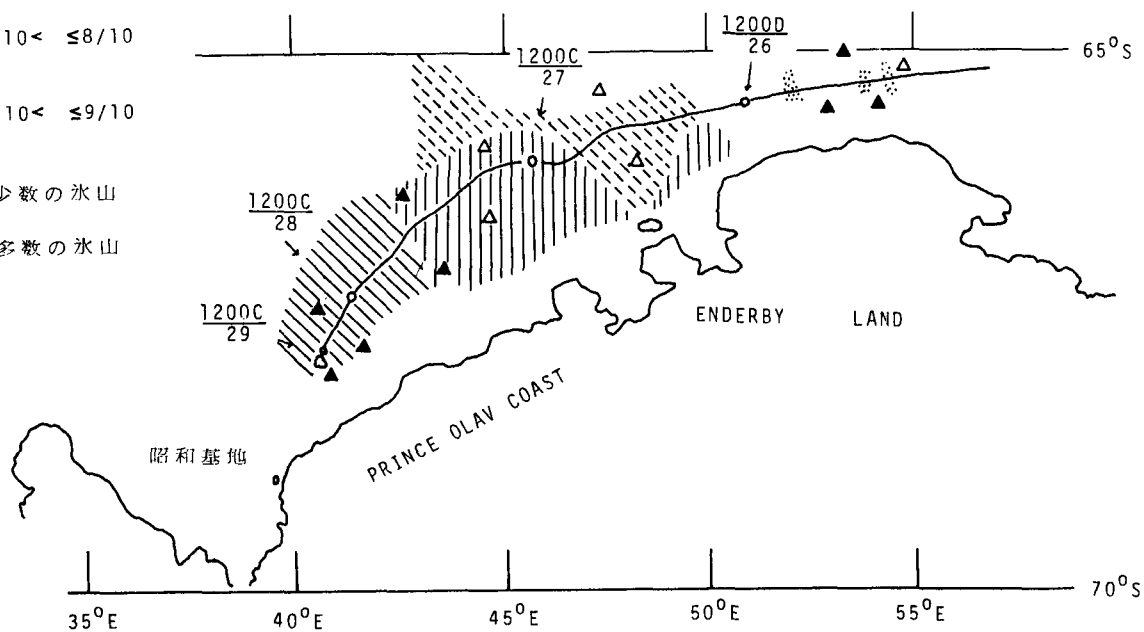 10< ≤8/10
10< ≤9/10
少数の氷山
多数の氷山
1200D
26
65°S
1200C
27
1200C
28
1200C
29
ENDERBY LAND
PRINCE OLAV COAST
昭和基地
70°S
35°E 40°E 45°E 50°E 55°E